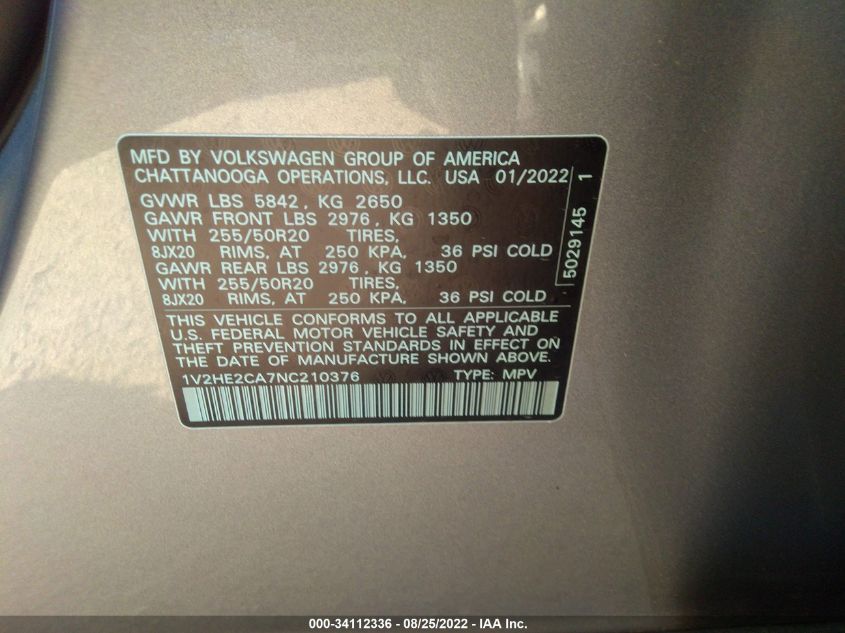 MFD BY VOLKSWAGEN GROUP OF AMERICA
CHATTANOOGA OPERATIONS, LLC. USA 01/2022
GVWR LBS 5842, KG 2650
GAWR FRONT LBS 2976, KG 1350
WITH 255/50R20 TIRES,
8JX20 RIMS, AT 250 KPA, 36 PSI COLD
GAWR REAR LBS 2976, KG 1350
WITH 255/50R20 TIRES,
8JX20 RIMS, AT 250 KPA, 36 PSI COLD
5029145 1
THIS VEHICLE CONFORMS TO ALL APPLICABLE
U.S. FEDERAL MOTOR VEHICLE SAFETY AND
THEFT PREVENTION STANDARDS IN EFFECT ON
THE DATE OF MANUFACTURE SHOWN ABOVE.
1V2HE2CA7NC210376 TYPE: MPV
000-34112336 - 08/25/2022 - IAA Inc.